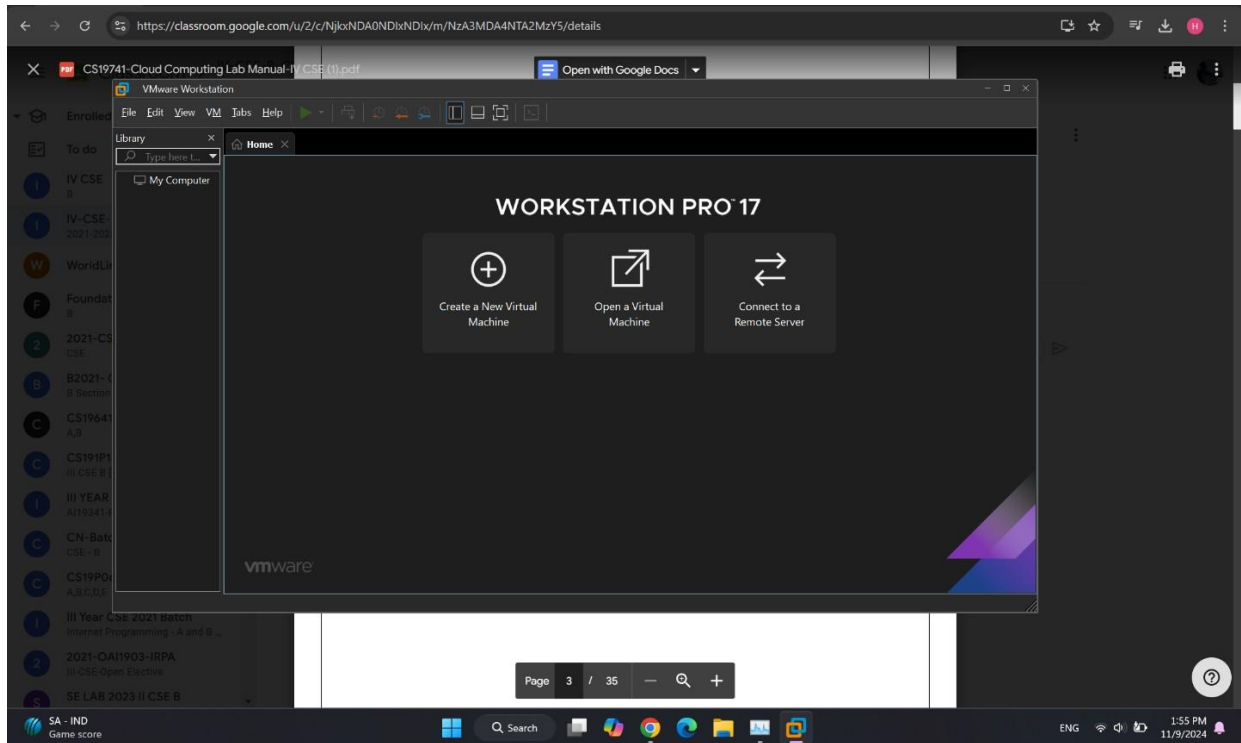 https://classroom.google.com/u/2/c/NjkxNDA0NDIxNDIx/m/NzA3MDA4NTA2MzY5/details
H
PDF CS19741-Cloud Computing Lab Manual-IV CSE (1).pdf
Open with Google Docs
VMware Workstation
File Edit View VM Tabs Help
Library
Type here t...
Home
My Computer
WORKSTATION PRO™ 17
Create a New Virtual
Machine
Open a Virtual
Machine
Connect to a
Remote Server
vmware
Enrolled
To do
I IV CSE
B
I IV-CSE-
2021-202
W WorldLi
F Foundat
B
2 2021-CS
CSE
B B2021-
B Section
C CS19641
A,B
C CS191P1
III CSE B
I III YEAR
AI19341-
C CN-Batc
CSE - B
C CS19P0
A,B,C,D,E
I III Year CSE 2021 Batch
Internet Programming - A and B ...
2 2021-OAI1903-IRPA
III-CSE-Open Elective
S SE LAB 2023 II CSE B
Page 3 / 35
SA - IND
Game score
Search
ENG
1:55 PM
11/9/2024